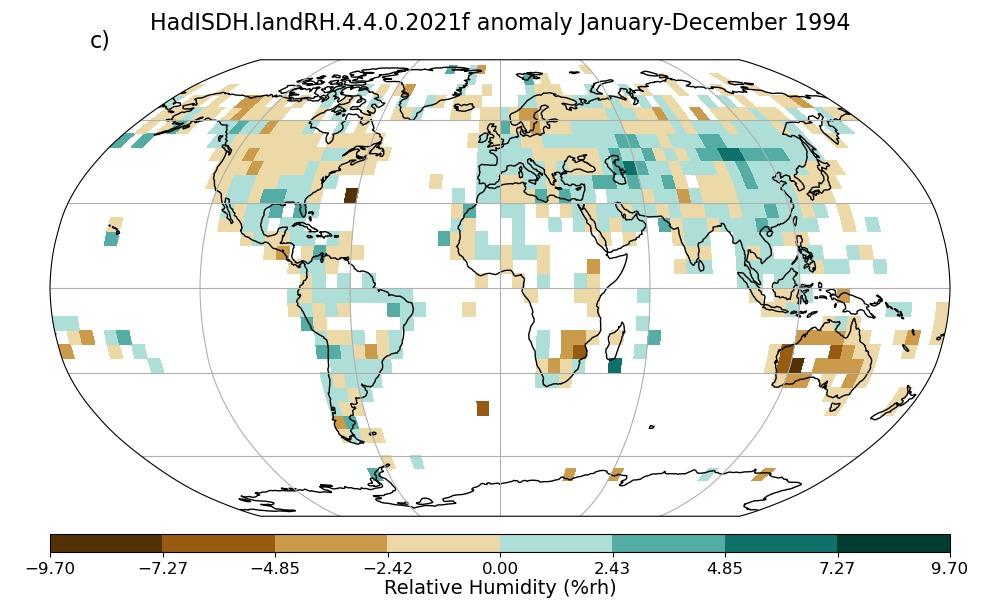 HadISDH.landRH.4.4.0.2021f anomaly January-December 1994
c)
−9.70 −7.27 −4.85 −2.42 0.00 2.43 4.85 7.27 9.70
Relative Humidity (%rh)